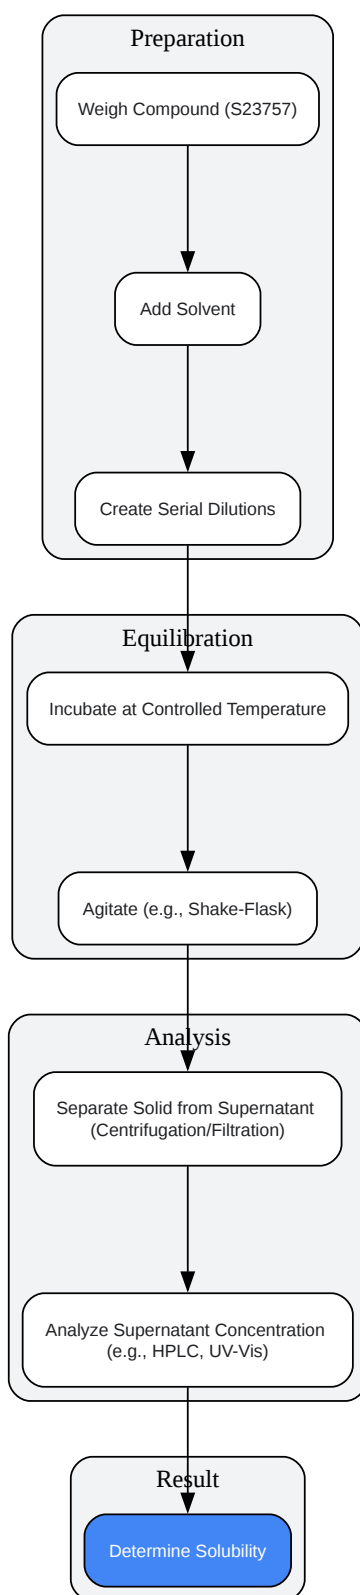 Preparation
Weigh Compound (S23757)
Add Solvent
Create Serial Dilutions
Equilibration
Incubate at Controlled Temperature
Agitate (e.g., Shake-Flask)
Analysis
Separate Solid from Supernatant
(Centrifugation/Filtration)
Analyze Supernatant Concentration
(e.g., HPLC, UV-Vis)
Result
Determine Solubility